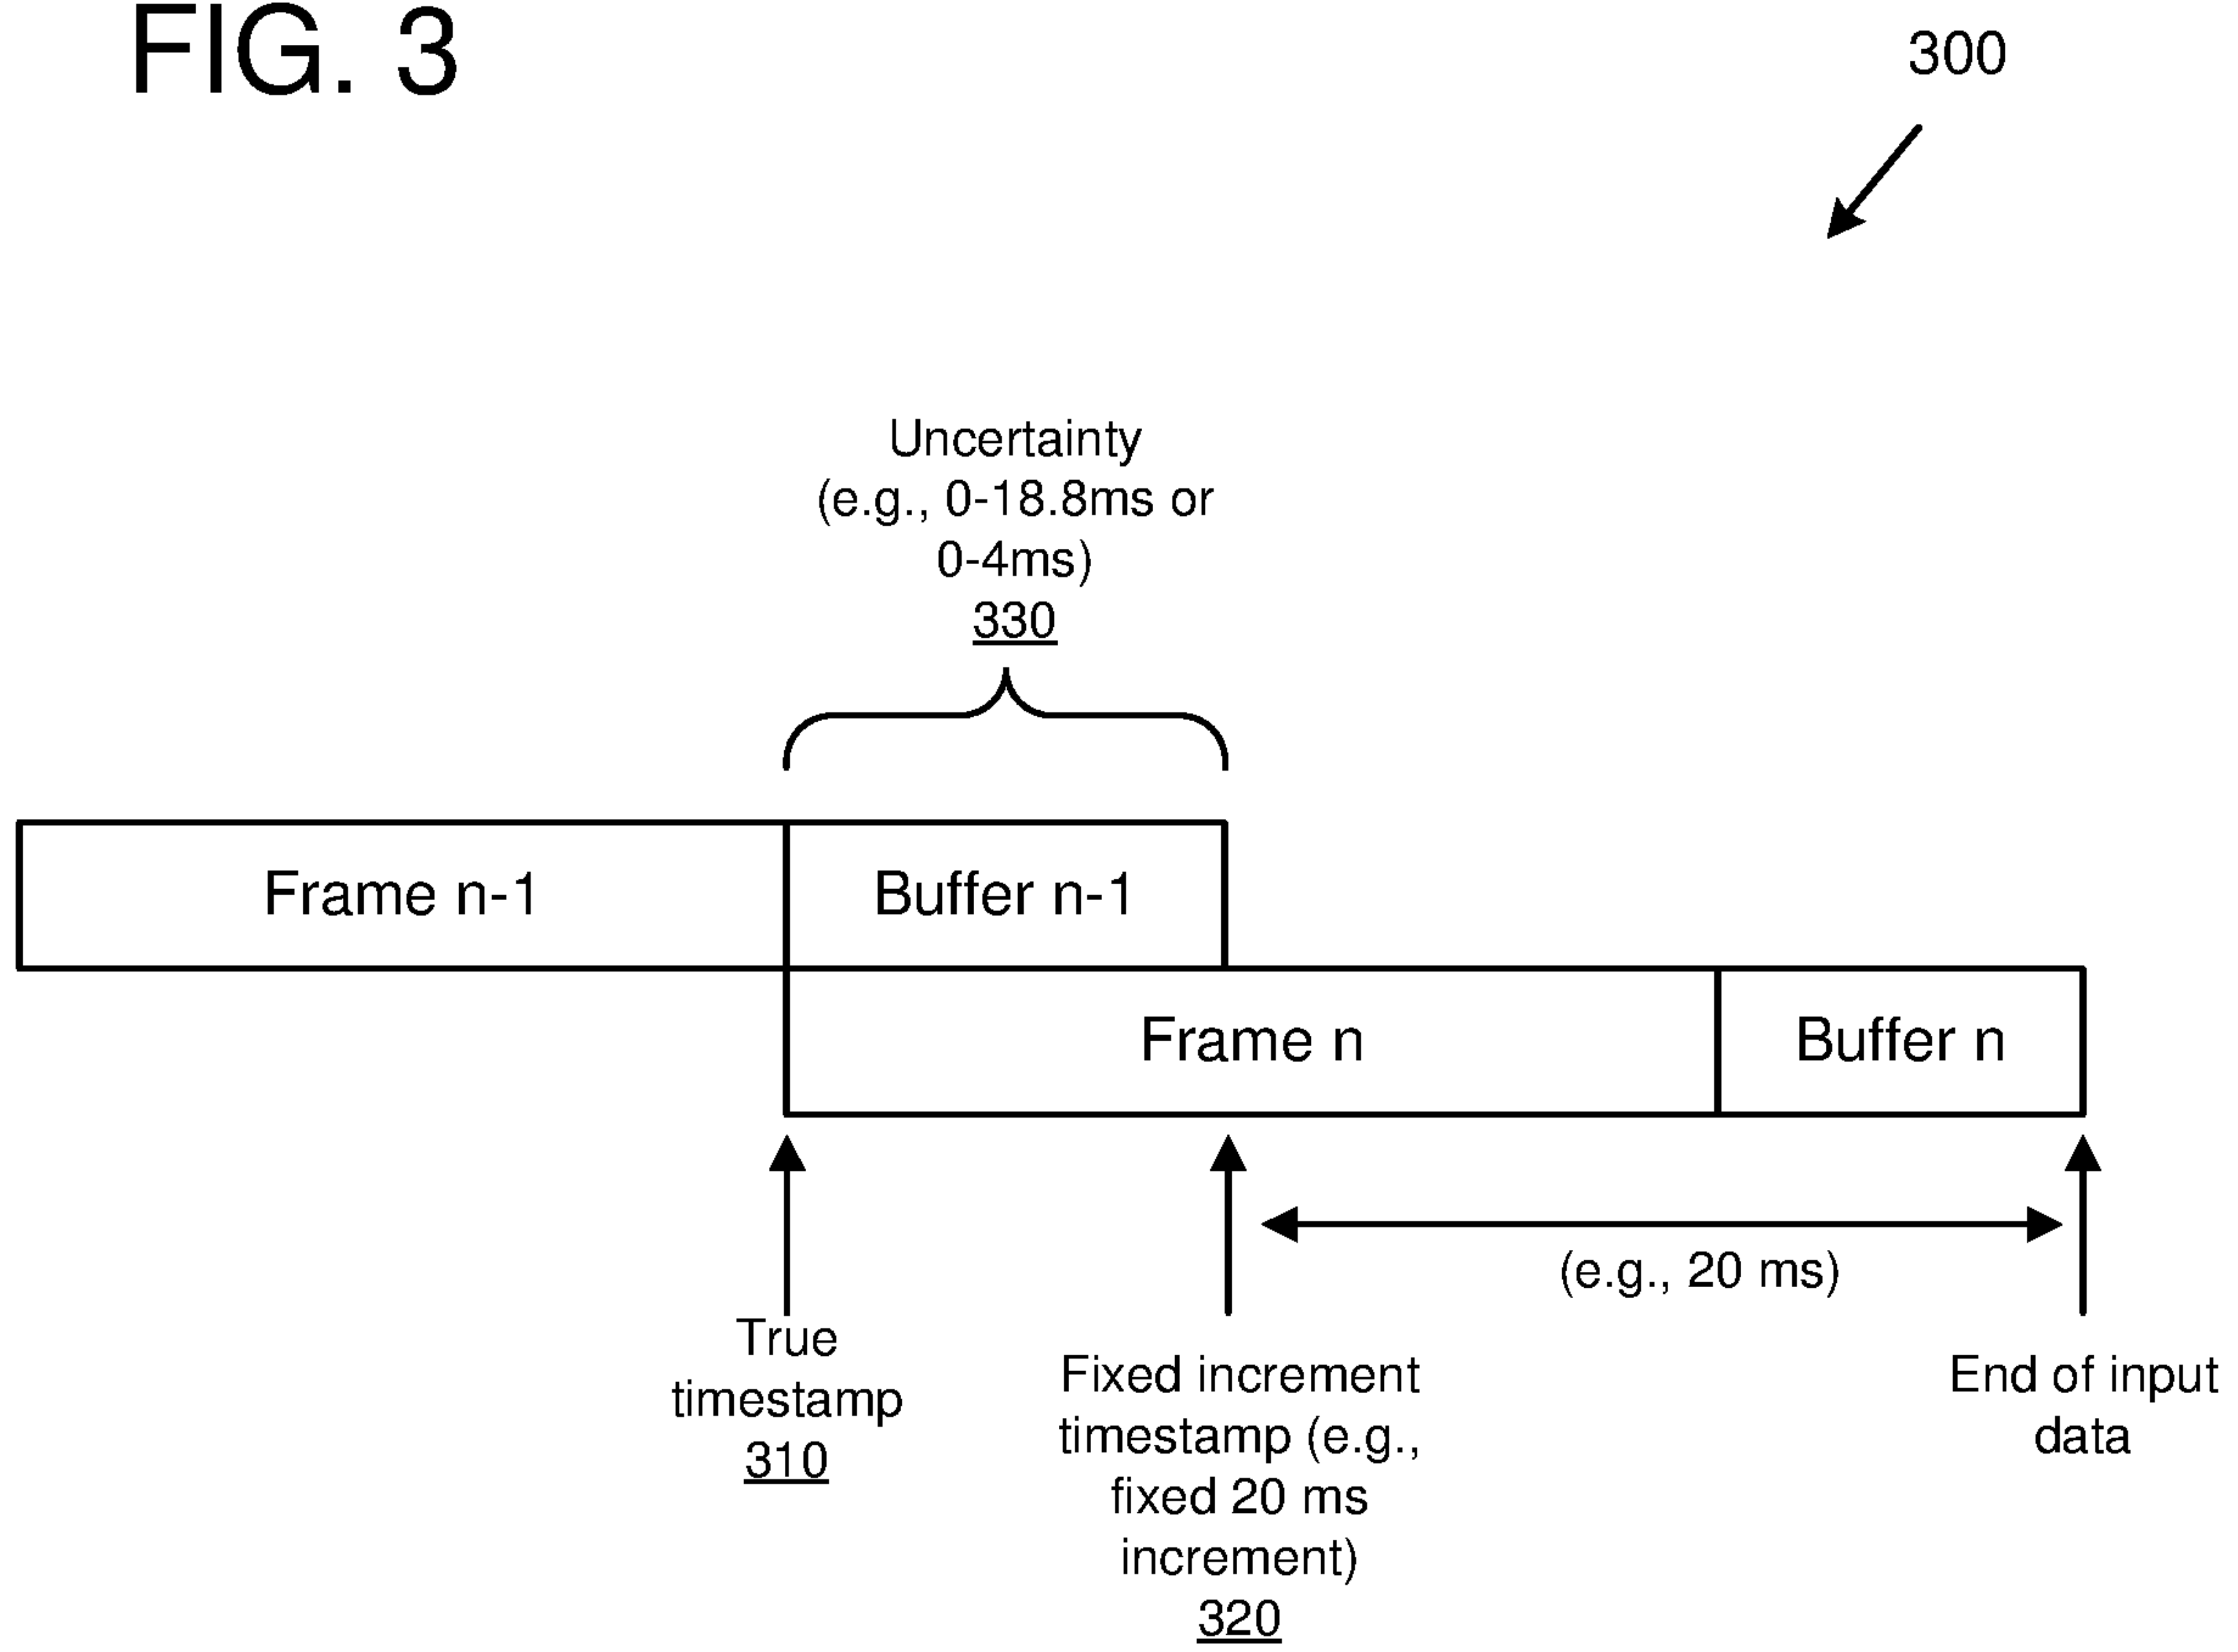 FIG. 3
300
Uncertainty
(e.g., 0-18.8ms or
0-4ms)
330
Frame n-1
Buffer n-1
Frame n
Buffer n
(e.g., 20 ms)
True
timestamp
310
Fixed increment
timestamp (e.g.,
fixed 20 ms
increment)
320
End of input
data